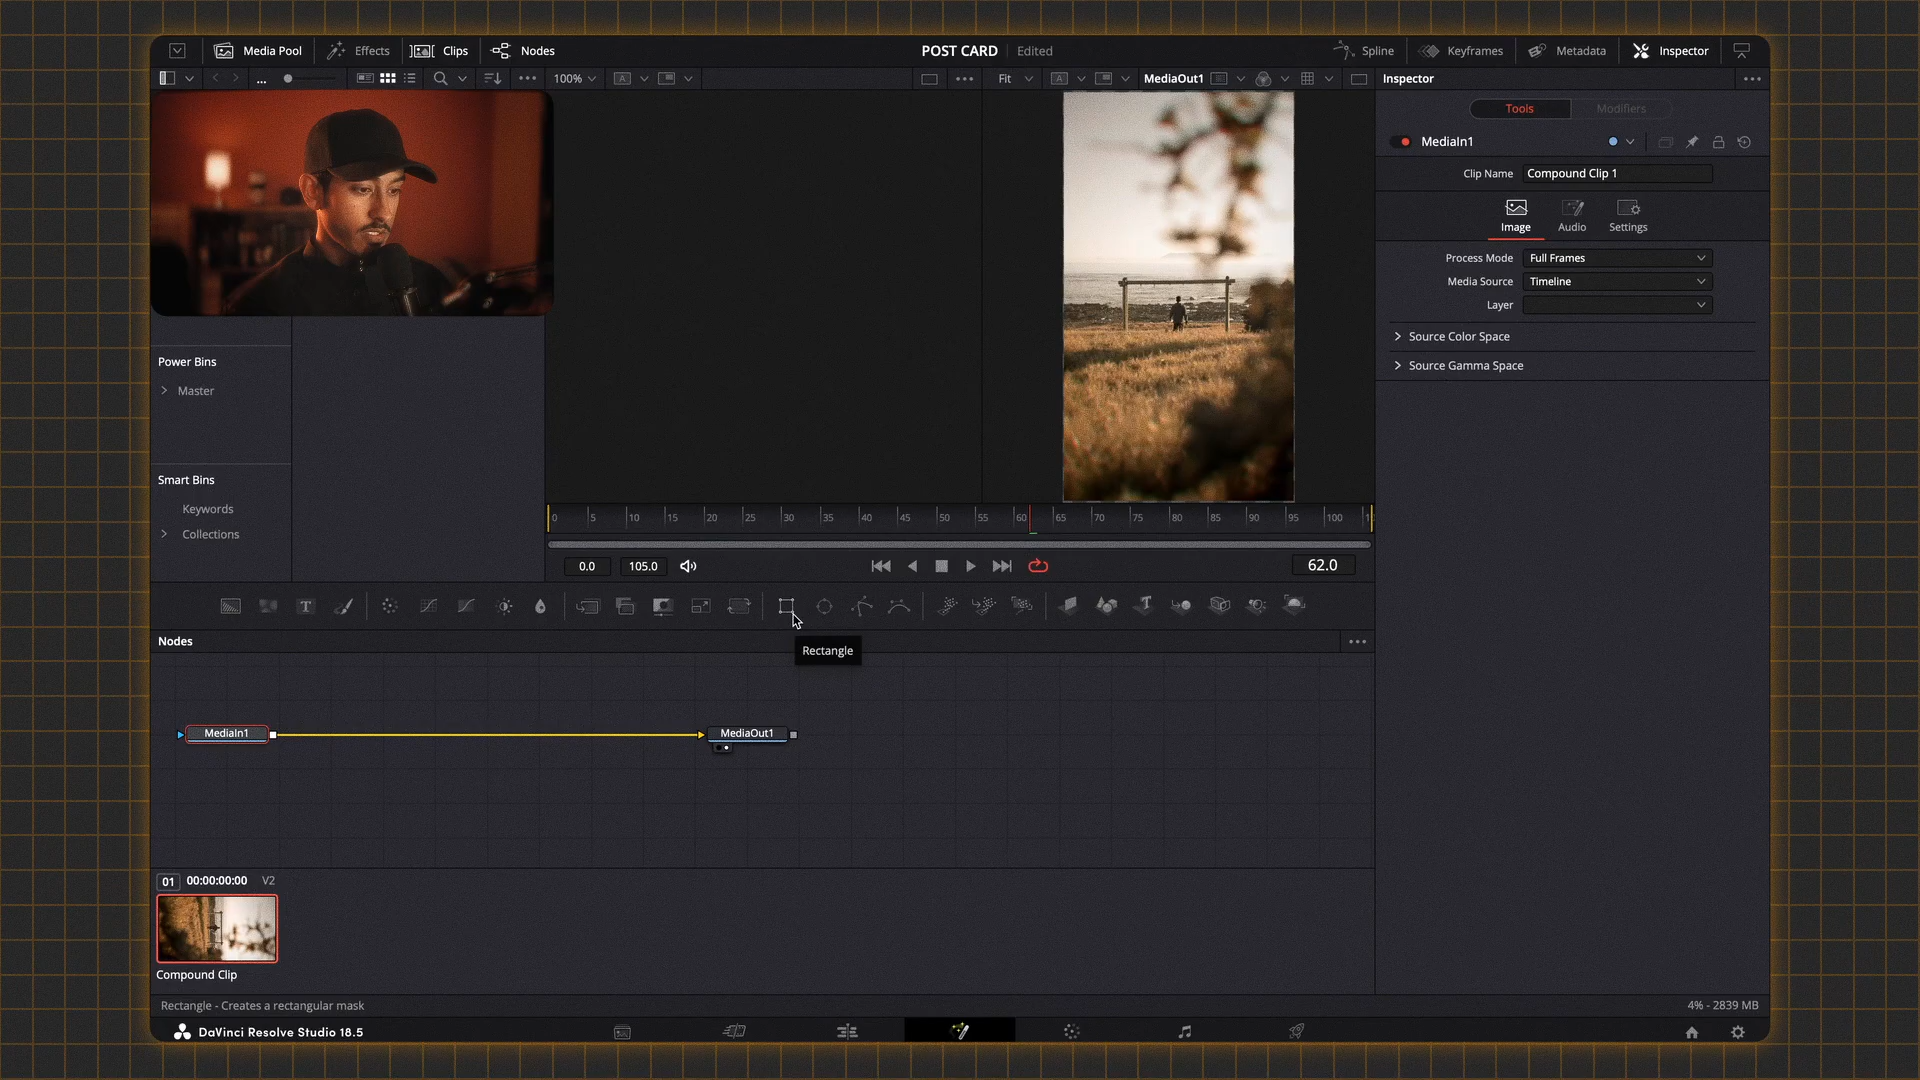 Media Pool Effects Clips Nodes POST CARD Edited Spline Keyframes Metadata Inspector
... 100% A Fit A MediaOut1 Inspector
Tools Modifiers
MediaIn1
Clip Name Compound Clip 1
Image Audio Settings
Process Mode Full Frames
Media Source Timeline
Layer
Source Color Space
Source Gamma Space
Power Bins
Master
Smart Bins
Keywords
Collections
0 5 10 15 20 25 30 35 40 45 50 55 60 65 70 75 80 85 90 95 100
0.0 105.0 62.0
T T
Nodes
Rectangle
MediaIn1 MediaOut1
01 00:00:00:00 V2
Compound Clip
Rectangle - Creates a rectangular mask 4% - 2839 MB
DaVinci Resolve Studio 18.5